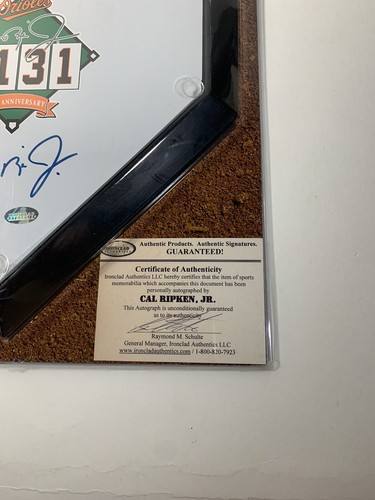 Orioles
131
ANNIVERSARY
IRONCLAD
Authentic Products. Authentic Signatures.
GUARANTEED!
Certificate of Authenticity
Ironclad Authentics LLC hereby certifies that the item of sports
memorabilia which accompanies this document has been
personally autographed by
CAL RIPKEN, JR.
This Autograph is unconditionally guaranteed
as to its authenticity
Raymond M. Schulte
General Manager, Ironclad Authentics LLC
www.ironcladauthentics.com / 1-800-820-7923